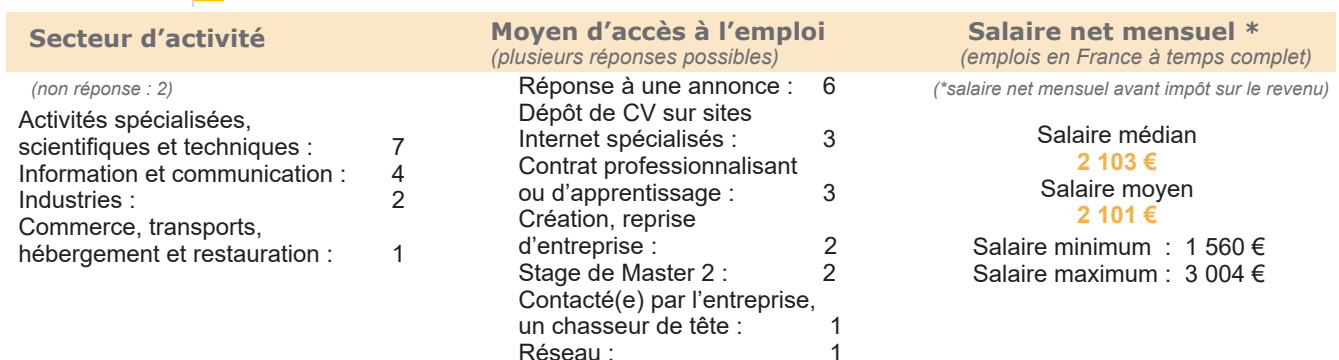 Secteur d’activité
(non réponse : 2)
Activités spécialisées,
scientifiques et techniques : 7
Information et communication : 4
Industries : 2
Commerce, transports,
hébergement et restauration : 1
Moyen d’accès à l’emploi
(plusieurs réponses possibles)
Réponse à une annonce : 6
Dépôt de CV sur sites
Internet spécialisés : 3
Contrat professionnalisant
ou d’apprentissage : 3
Création, reprise
d’entreprise : 2
Stage de Master 2 : 2
Contacté(e) par l’entreprise,
un chasseur de tête : 1
Réseau : 1
Salaire net mensuel *
(emplois en France à temps complet)
(*salaire net mensuel avant impôt sur le revenu)
Salaire médian
2 103 €
Salaire moyen
2 101 €
Salaire minimum : 1 560 €
Salaire maximum : 3 004 €